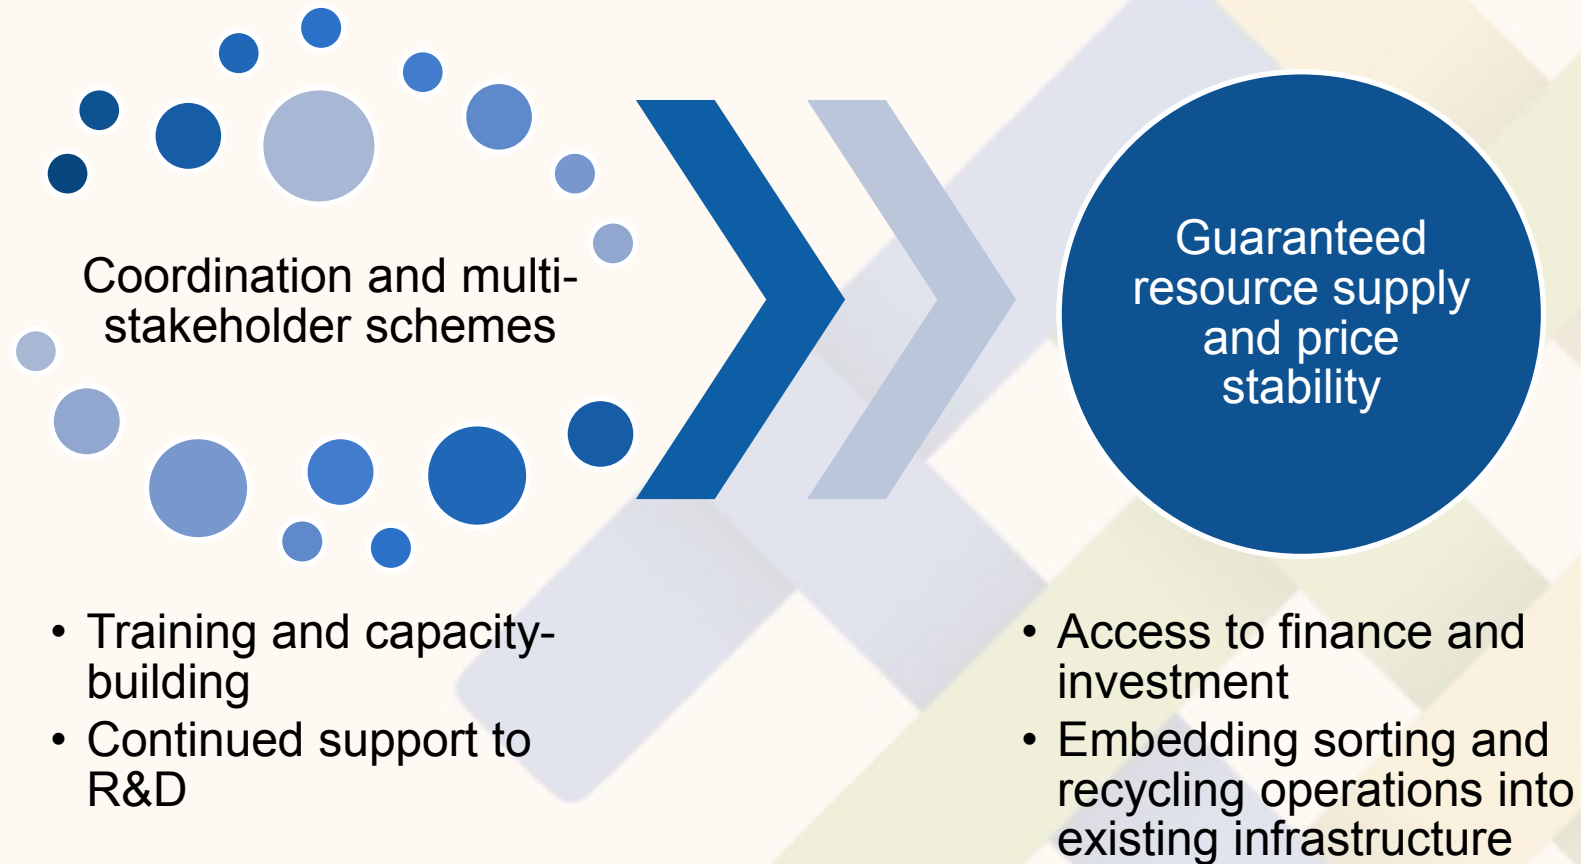 Coordination and multi-
stakeholder schemes
• Training and capacity-
building
• Continued support to
R&D
Guaranteed
resource supply
and price
stability
• Access to finance and
investment
• Embedding sorting and
recycling operations into
existing infrastructure